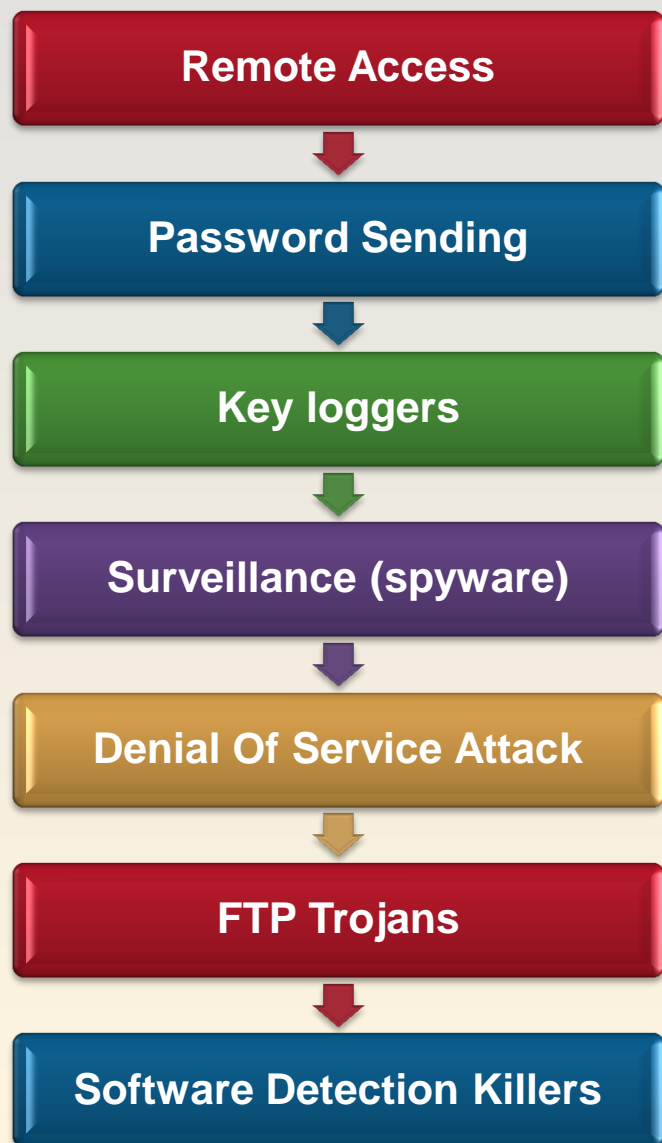 Remote Access
Password Sending
Key loggers
Surveillance (spyware)
Denial Of Service Attack
FTP Trojans
Software Detection Killers